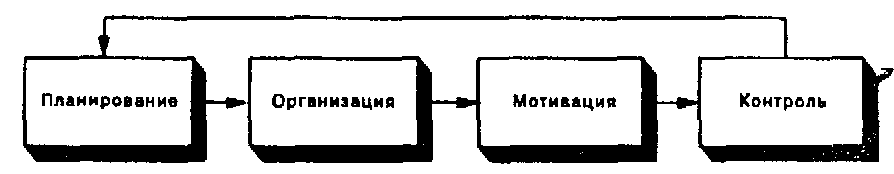 Планирование
Организация
Мотивация
Контроль